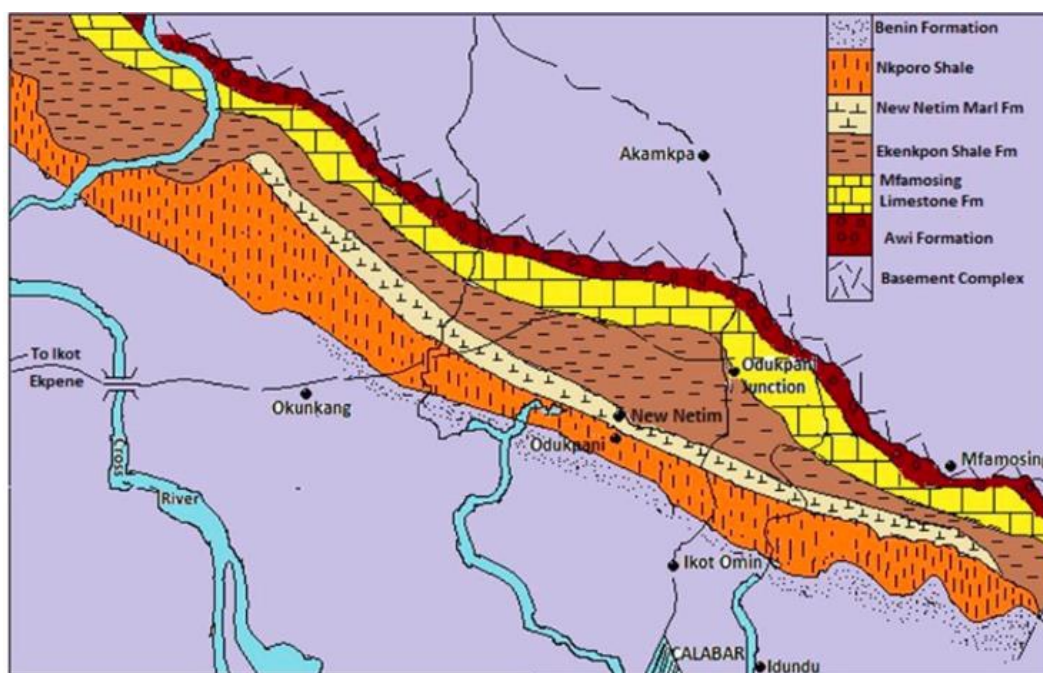 Benin Formation
Nkporo Shale
New Netim Marl Fm
Ekenkpon Shale Fm
Mfamosing
Limestone Fm
Awi Formation
Basement Complex
Akamkpa
To Ikot
Ekpene
Okunkang
Odukpani
Junction
New Netim
Odukpani
Mfamosing
Cross
River
Ikot Omin
CALABAR
Idundu